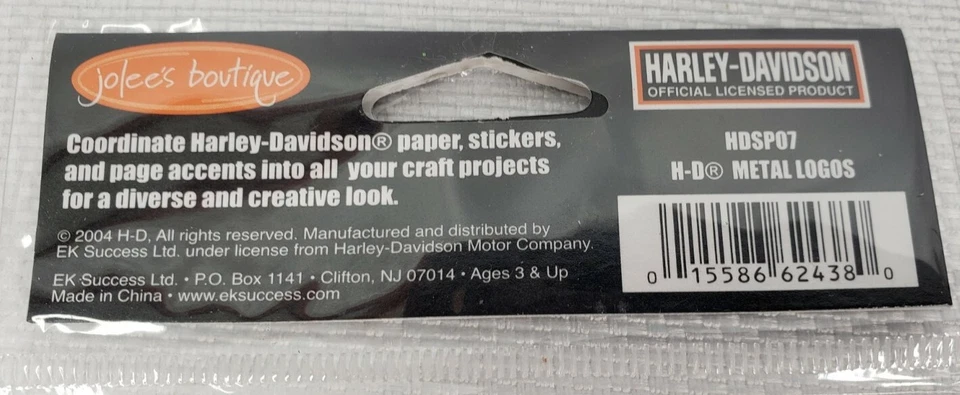 jolee's boutique
Coordinate Harley-Davidson® paper, stickers,
and page accents into all your craft projects
for a diverse and creative look.
© 2004 H-D, All rights reserved. Manufactured and distributed by
EK Success Ltd. under license from Harley-Davidson Motor Company.
EK Success Ltd. • P.O. Box 1141 • Clifton, NJ 07014 • Ages 3 & Up
Made in China • www.eksuccess.com
HARLEY-DAVIDSON
OFFICIAL LICENSED PRODUCT
HDSP07
H-D® METAL LOGOS
0 15586 62438 0